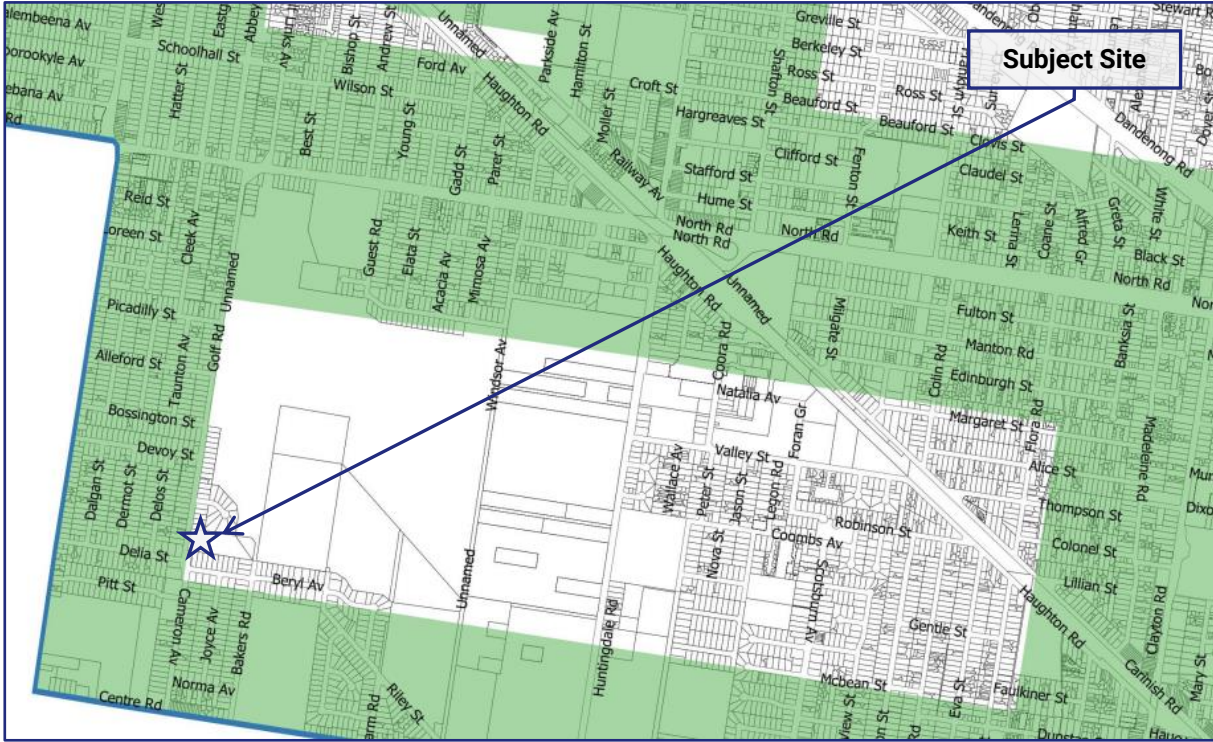 Subject Site
Schoolhall St
Hatter St
Bishop St
Andrew St
Ford Av
Wilson St
Best St
Young St
Gadd St
Parer St
Unnamed
Haughton Rd
Parkside Av
Hamilton St
Moller St
Croft St
Hargreaves St
Railway Av
Stafford St
Hume St
North Rd
North Rd
Shafton St
Greville St
Berkeley St
Ross St
Beauford St
Ross St
Beauford St
Clovis St
Claudel St
Clifford St
Fenton St
North Rd
Keith St
Lerna St
Coane St
Alfred Gr
Greta St
White St
Black St
North Rd
Dandenong Rd
Stewart R
Reid St
Cleek Av
Picadilly St
Unnamed
Golf Rd
Taunton Av
Alleford St
Bossington St
Devoy St
Dalgan St
Dermot St
Delos St
Delia St
Pitt St
Guest Rd
Elata St
Acacia Av
Mimosa Av
Windsor Av
Haughton Rd
Unnamed
Coora Rd
Milgate St
Natalia Av
Foran Gr
Fulton St
Manton Rd
Edinburgh St
Colin Rd
Margaret St
Flora Rd
Banksia St
Madeleine Rd
Alice St
Thompson St
Colonel St
Lillian St
Valley St
Wallace Av
Peter St
Jason St
Legon Rd
Robinson St
Coombs Av
Nova St
Scotsburn Av
Gentle St
Haughton Rd
Clayton Rd
Mary St
Carinish Rd
Beryl Av
Unnamed
Huntingdale Rd
Cameron Av
Joyce Av
Bakers Rd
Norma Av
Centre Rd
Riley St
Mcbean St
View St
Eva St
Faulkiner St